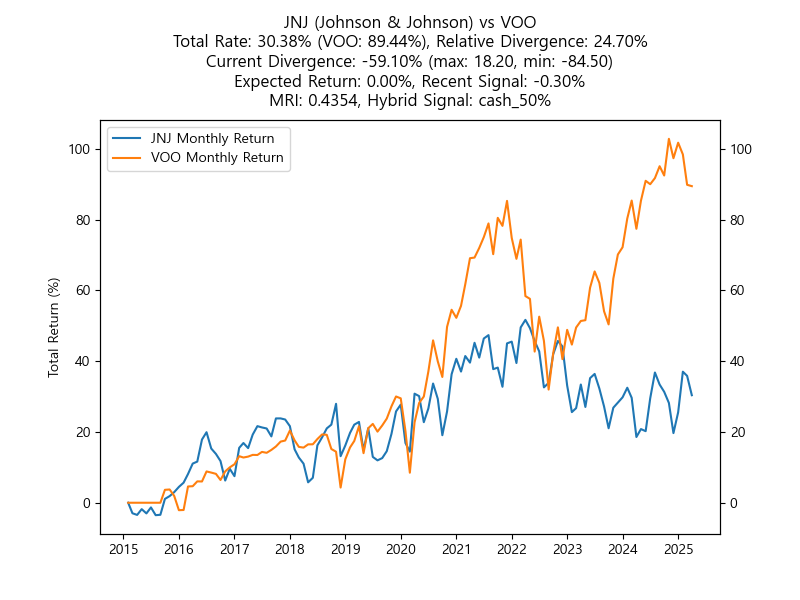 JNJ (Johnson & Johnson) vs VOO
Total Rate: 30.38% (VOO: 89.44%), Relative Divergence: 24.70%
Current Divergence: -59.10% (max: 18.20, min: -84.50)
Expected Return: 0.00%, Recent Signal: -0.30%
MRI: 0.4354, Hybrid Signal: cash_50%
JNJ Monthly Return
VOO Monthly Return
Total Return (%)
100 100
80 80
60 60
40 40
20 20
0 0
2015 2016 2017 2018 2019 2020 2021 2022 2023 2024 2025